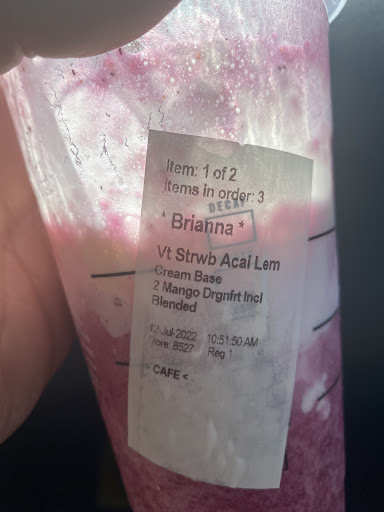 Item: 1 of 2
Items in order: 3
DECAF
* Brianna *
Vt Strwb Acai Lem
Cream Base
2 Mango Drgnfrt Incl
Blended
12-Jul-2022 10:51:50 AM
Store: 8527 Reg 1
> CAFE <